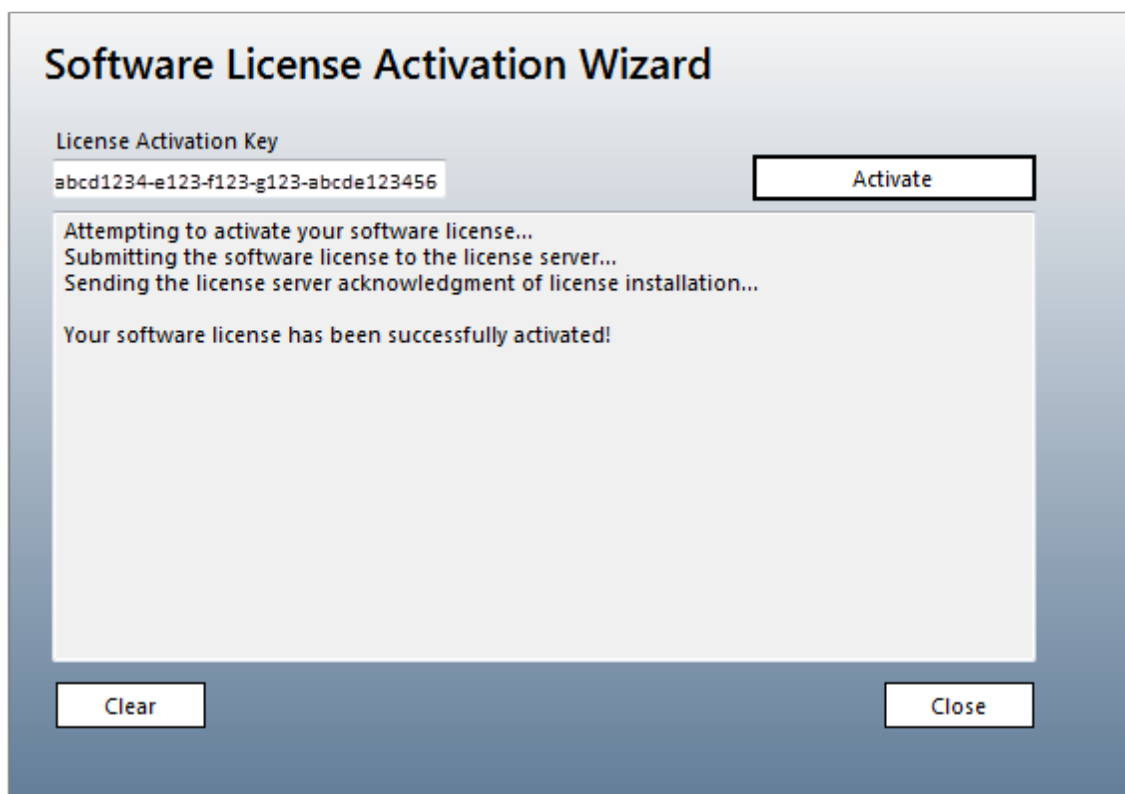 Software License Activation Wizard
License Activation Key
abcd1234-e123-f123-g123-abcde123456
Activate
Attempting to activate your software license...
Submitting the software license to the license server...
Sending the license server acknowledgment of license installation...
Your software license has been successfully activated!
Clear
Close